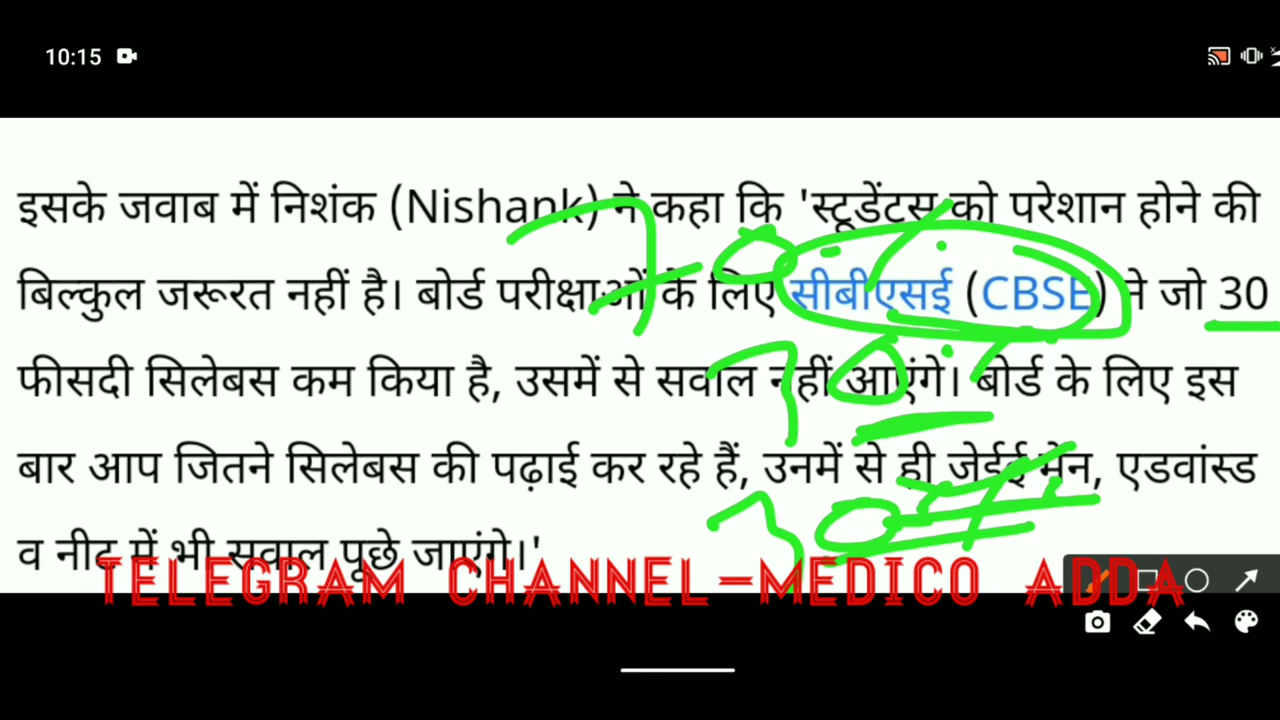 10:15
इसके जवाब में निशंक (Nishank) ने कहा कि 'स्टूडेंटस को परेशान होने की
बिल्कुल जरूरत नहीं है। बोर्ड परीक्षाओं के लिए सीबीएसई (CBSE) ने जो 30
फीसदी सिलेबस कम किया है, उसमें से सवाल नहीं आएंगे। बोर्ड के लिए इस
बार आप जितने सिलेबस की पढ़ाई कर रहे हैं, उनमें से ही जेईई मेन, एडवांस्ड
व नीट में भी सवाल पूछे जाएंगे।'
TELEGRAM CHANNEL-MEDICO ADDA